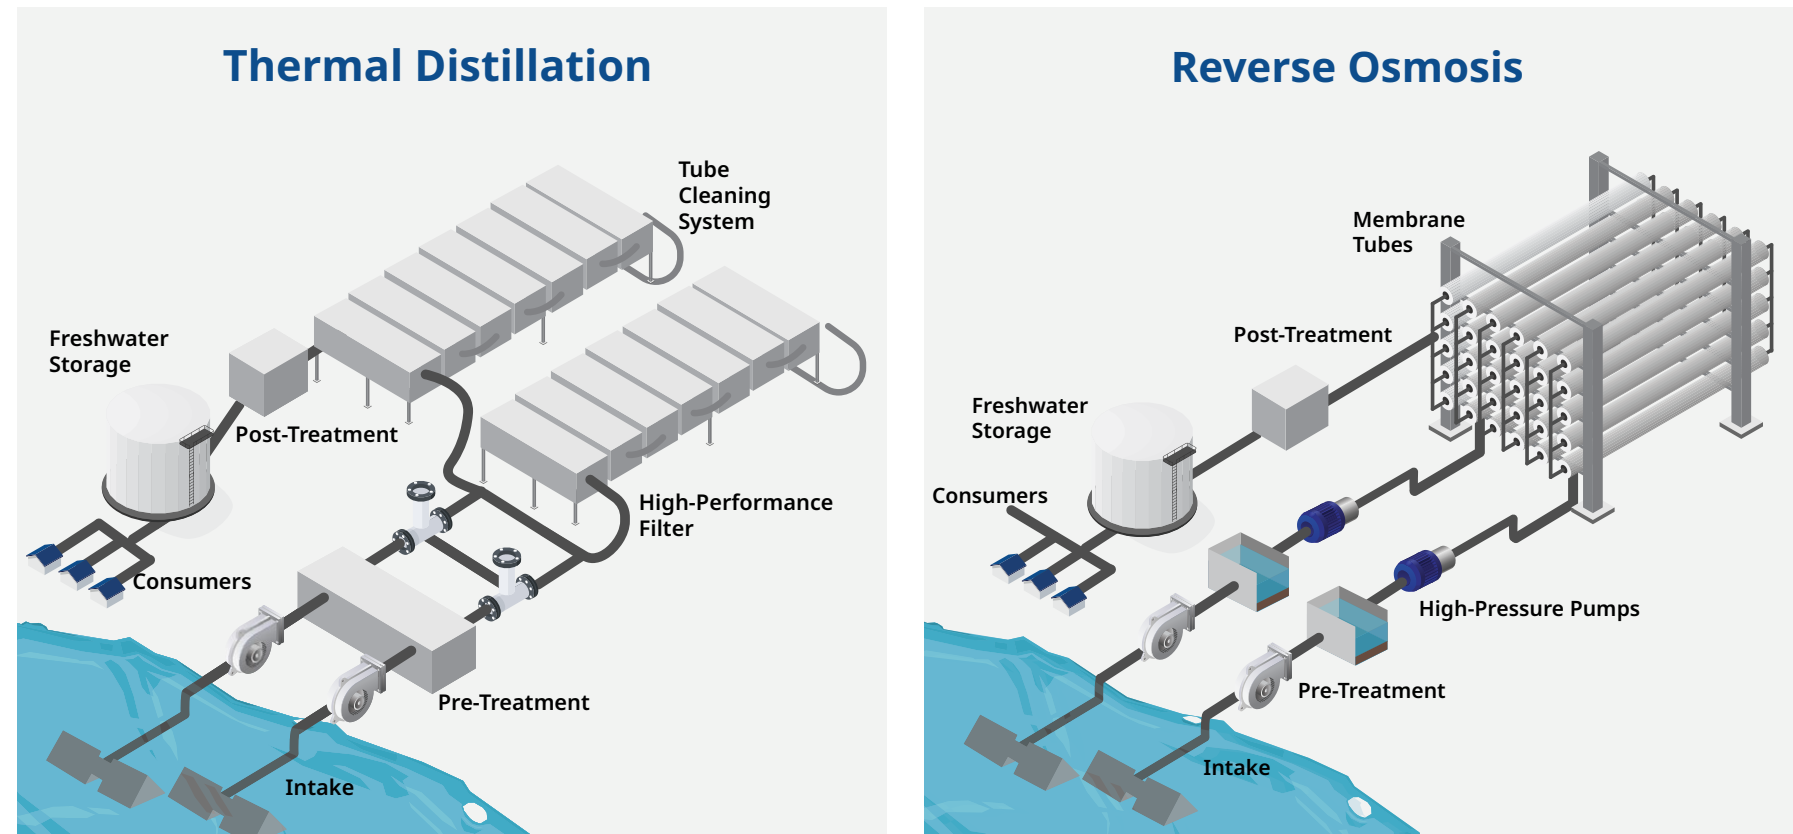 Thermal Distillation
Tube
Cleaning
System
Freshwater
Storage
Post-Treatment
High-Performance
Filter
Consumers
Pre-Treatment
Intake
Reverse Osmosis
Membrane
Tubes
Post-Treatment
Freshwater
Storage
Consumers
High-Pressure Pumps
Pre-Treatment
Intake